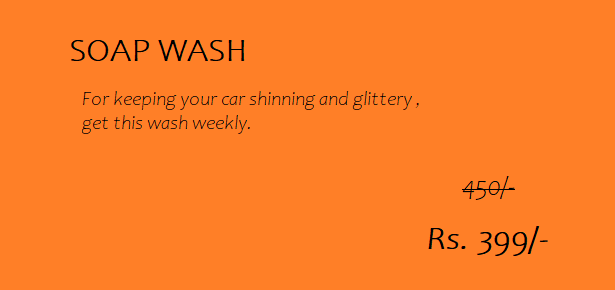 SOAP WASH
For keeping your car shinning and glittery ,
get this wash weekly.
450/-
Rs. 399/-